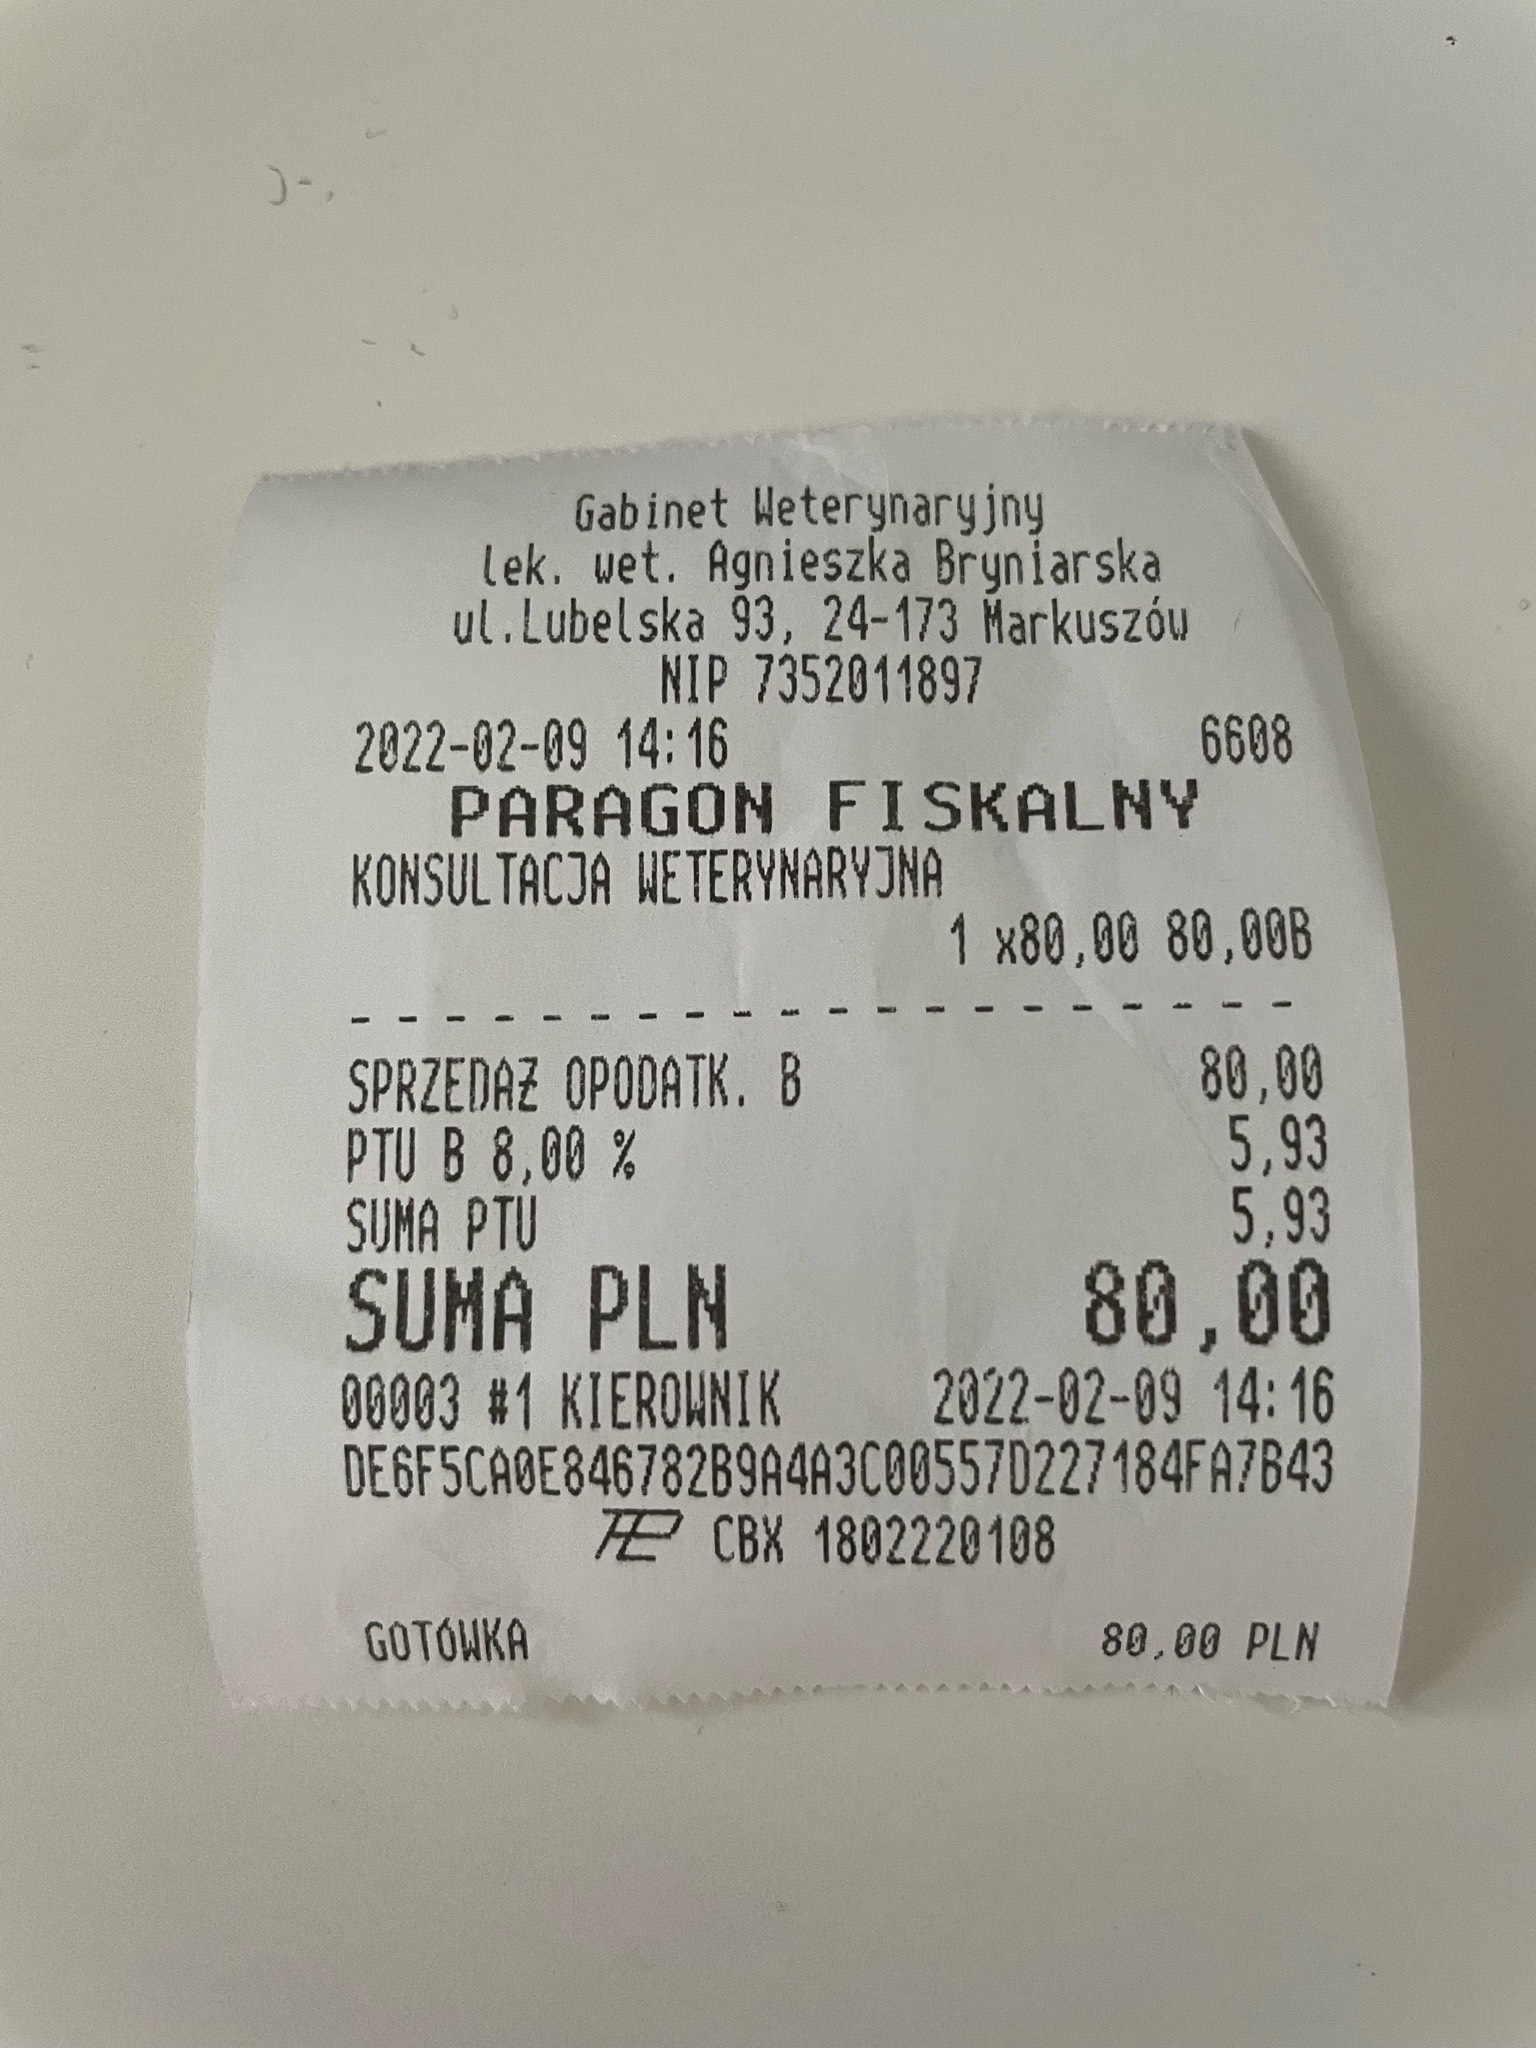 Gabinet Weterynaryjny
lek. wet. Agnieszka Bryniarska
ul.Lubelska 93, 24-173 Markuszów
NIP 7352011897
2022-02-09 14:16 6608
PARAGON FISKALNY
KONSULTACJA WETERYNARYJNA
1 x80,00 80,00B
SPRZEDAŻ OPODATK. B 80,00
PTU B 8,00 % 5,93
SUMA PTU 5,93
SUMA PLN 80,00
00003 #1 KIEROWNIK 2022-02-09 14:16
DE6F5CA0E846782B9A4A3C00557D227184FA7B43
CBX 1802220108
GOTÓWKA 80,00 PLN